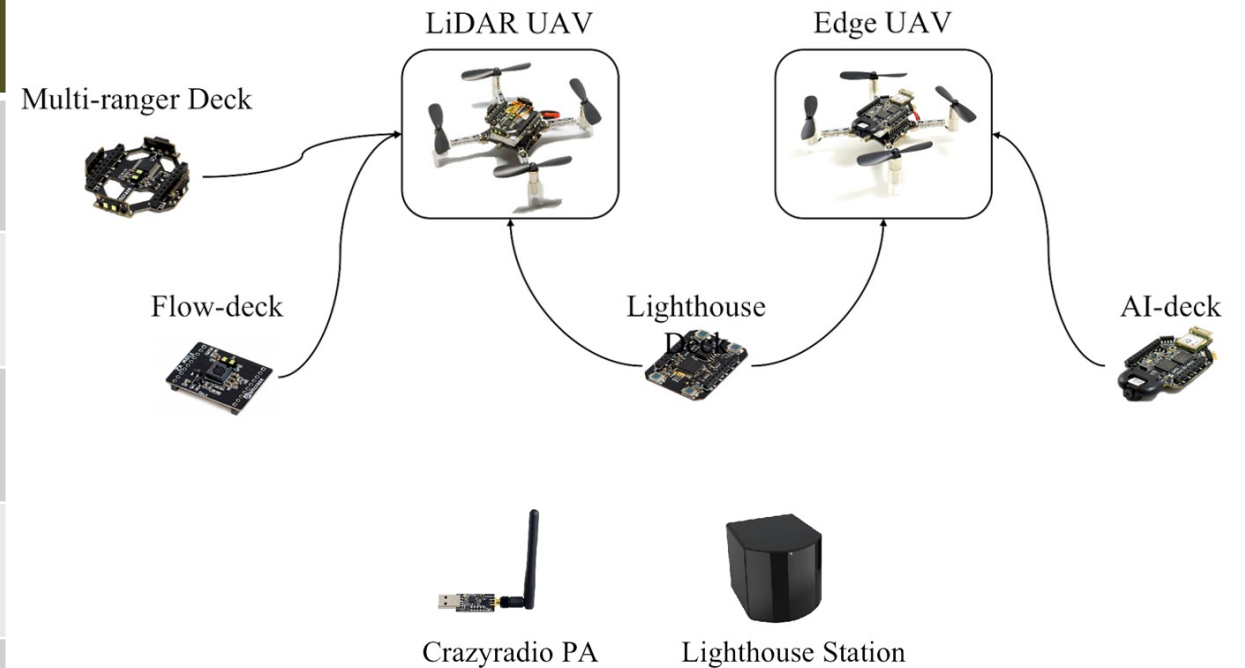 LiDAR UAV
Edge UAV
Multi-ranger Deck
Flow-deck
Lighthouse
Deck
AI-deck
Crazyradio PA
Lighthouse Station